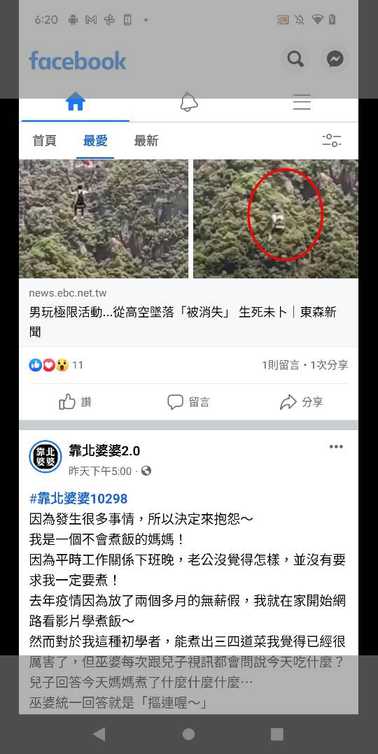 6:20
facebook
首頁
最愛
最新
news.ebc.net.tw
男玩極限活動...從高空墜落「被消失」 生死未卜｜東森新
聞
11
1則留言・1次分享
讚
留言
分享
靠北
婆婆
靠北婆婆2.0
昨天下午5:00 ·
#靠北婆婆10298
因為發生很多事情，所以決定來抱怨～
我是一個不會煮飯的媽媽！
因為平時工作關係下班晚，老公沒覺得怎樣，並沒有要
求我一定要煮！
去年疫情因為放了兩個多月的無薪假，我就在家開始網
路看影片學煮飯～
然而對於我這種初學者，能煮出三四道菜我覺得已經很
厲害了，但巫婆每次跟兒子視訊都會問說今天吃什麼？
兒子回答今天媽媽煮了什麼什麼什麼⋯
巫婆統一回答就是「摳連喔～」